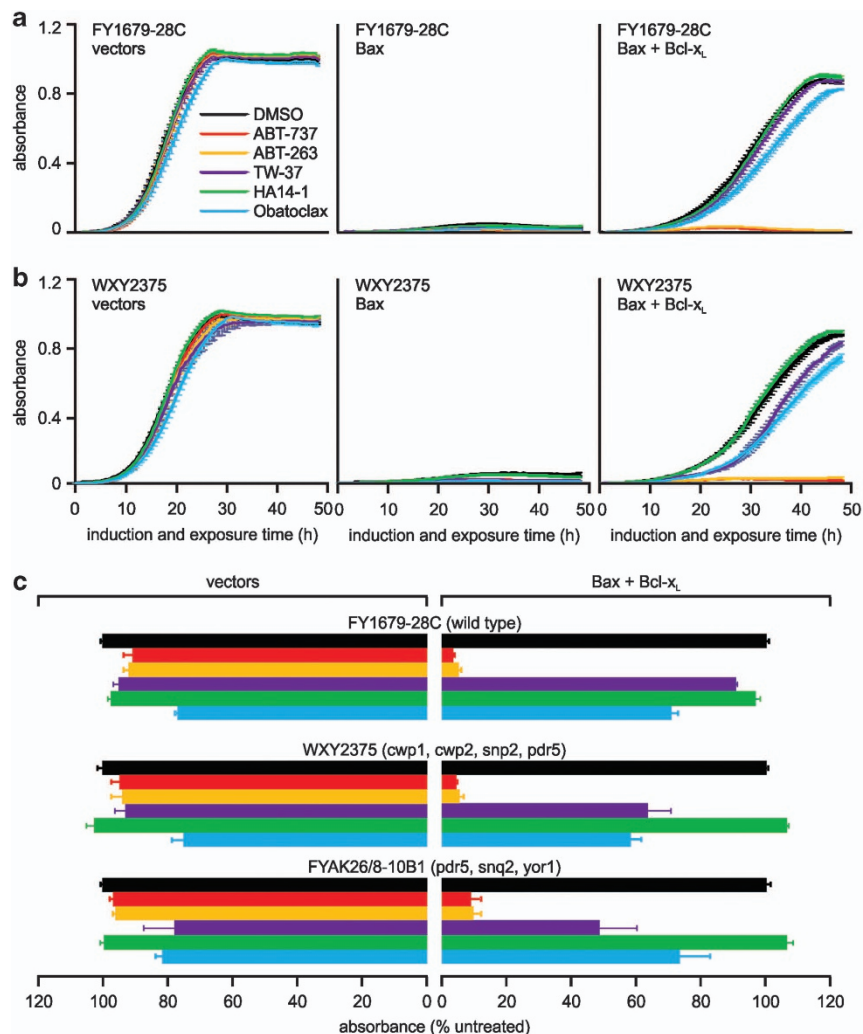 a
FY1679-28C
vectors
FY1679-28C
Bax
FY1679-28C
Bax + Bcl-xL
absorbance
1.2
0.8
0.4
0
DMSO
ABT-737
ABT-263
TW-37
HA14-1
Obatoclax
b
WXY2375
vectors
WXY2375
Bax
WXY2375
Bax + Bcl-xL
absorbance
1.2
0.8
0.4
0
0 10 20 30 40 50
0 10 20 30 40 50
0 10 20 30 40 50
induction and exposure time (h)
induction and exposure time (h)
induction and exposure time (h)
c
vectors
Bax + Bcl-xL
FY1679-28C (wild type)
WXY2375 (cwp1, cwp2, snp2, pdr5)
FYAK26/8-10B1 (pdr5, snq2, yor1)
120 100 80 60 40 20 0
0 20 40 60 80 100 120
absorbance (% untreated)